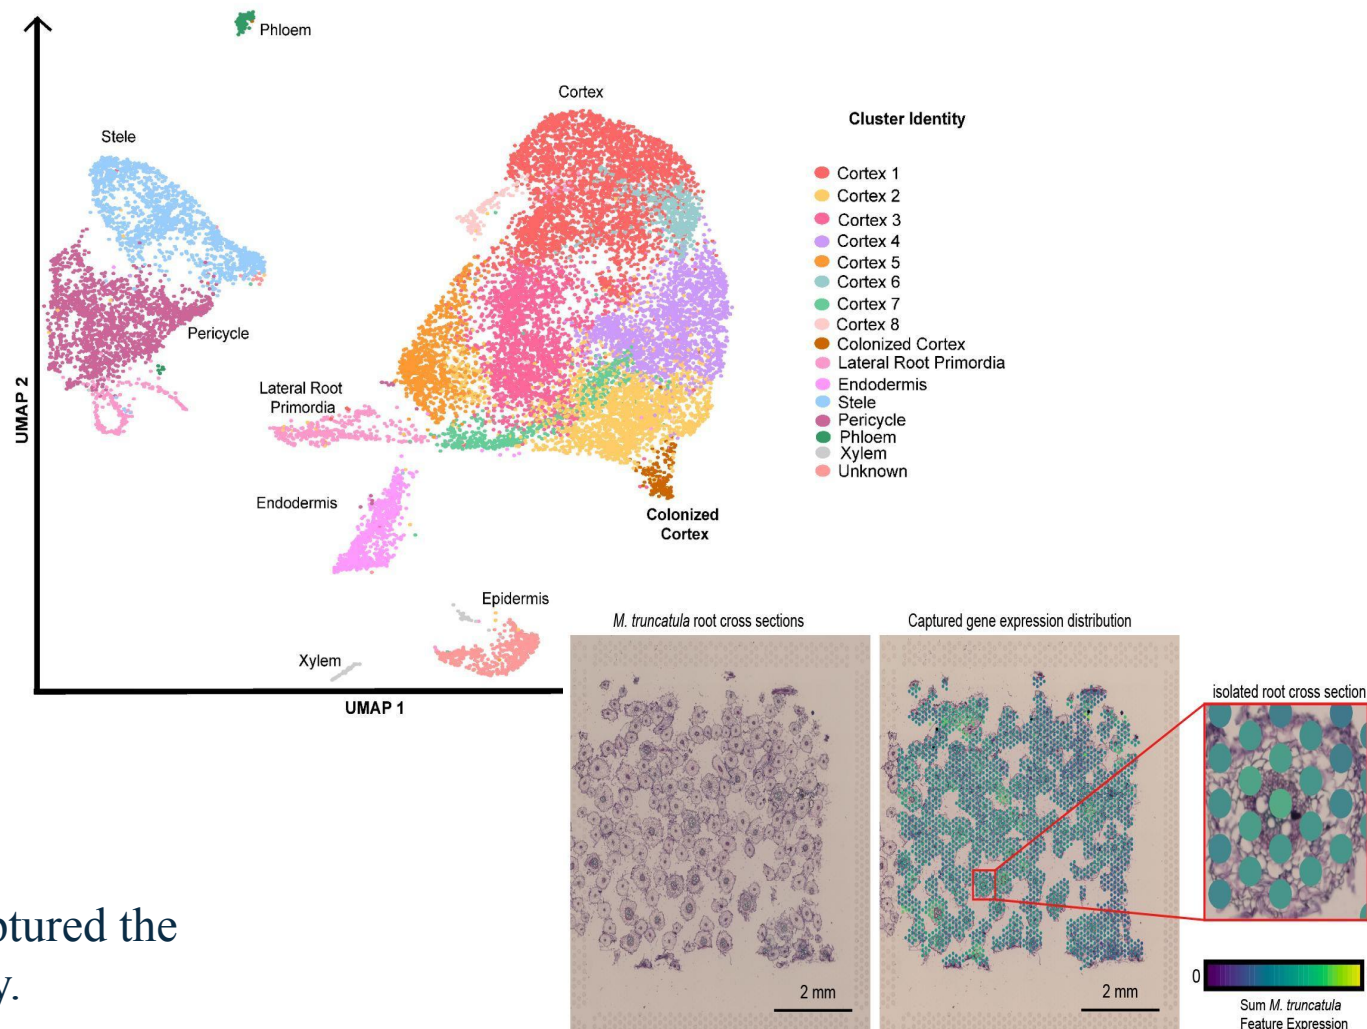 Phloem
Cortex
Stele
Pericycle
Lateral Root
Primordia
Endodermis
Colonized
Cortex
Epidermis
Xylem
UMAP 2
UMAP 1
Cluster Identity
Cortex 1
Cortex 2
Cortex 3
Cortex 4
Cortex 5
Cortex 6
Cortex 7
Cortex 8
Colonized Cortex
Lateral Root Primordia
Endodermis
Stele
Pericycle
Phloem
Xylem
Unknown
M. truncatula root cross sections
Captured gene expression distribution
isolated root cross section
2 mm
2 mm
0
Sum M. truncatula
Feature Expression
ptured the
y.